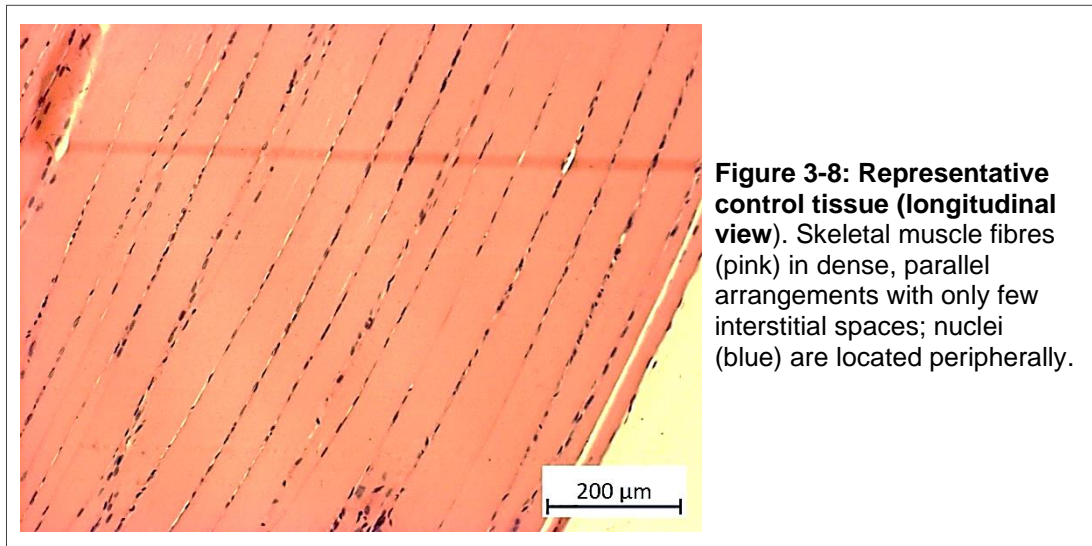 Figure 3-8: Representative
control tissue (longitudinal
view). Skeletal muscle fibres
(pink) in dense, parallel
arrangements with only few
interstitial spaces; nuclei
(blue) are located peripherally.
200 µm